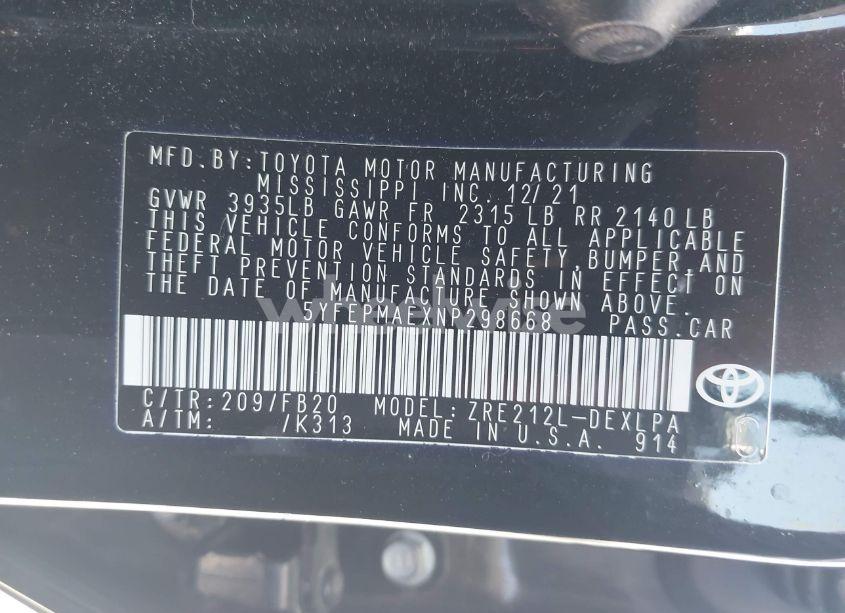 MFD.BY:TOYOTA MOTOR MANUFACTURING
MISSISSIPPI INC. 12/21
GVWR 3935LB GAWR FR 2315 LB RR 2140 LB
THIS VEHICLE CONFORMS TO ALL APPLICABLE
FEDERAL MOTOR VEHICLE SAFETY, BUMPER AND
THEFT PREVENTION STANDARDS IN EFFECT ON
THE DATE OF MANUFACTURE SHOWN ABOVE.
5YFEPMAEXNP298668 PASS.CAR
C/TR:209/FB20 MODEL:ZRE212L-DEXLPA
A/TM: /K313 MADE IN U.S.A. 914
C